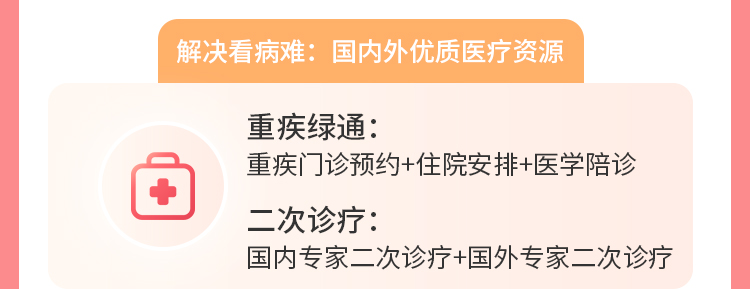 解决看病难：国内外优质医疗资源
重疾绿通：
重疾门诊预约+住院安排+医学陪诊
二次诊疗：
国内专家二次诊疗+国外专家二次诊疗